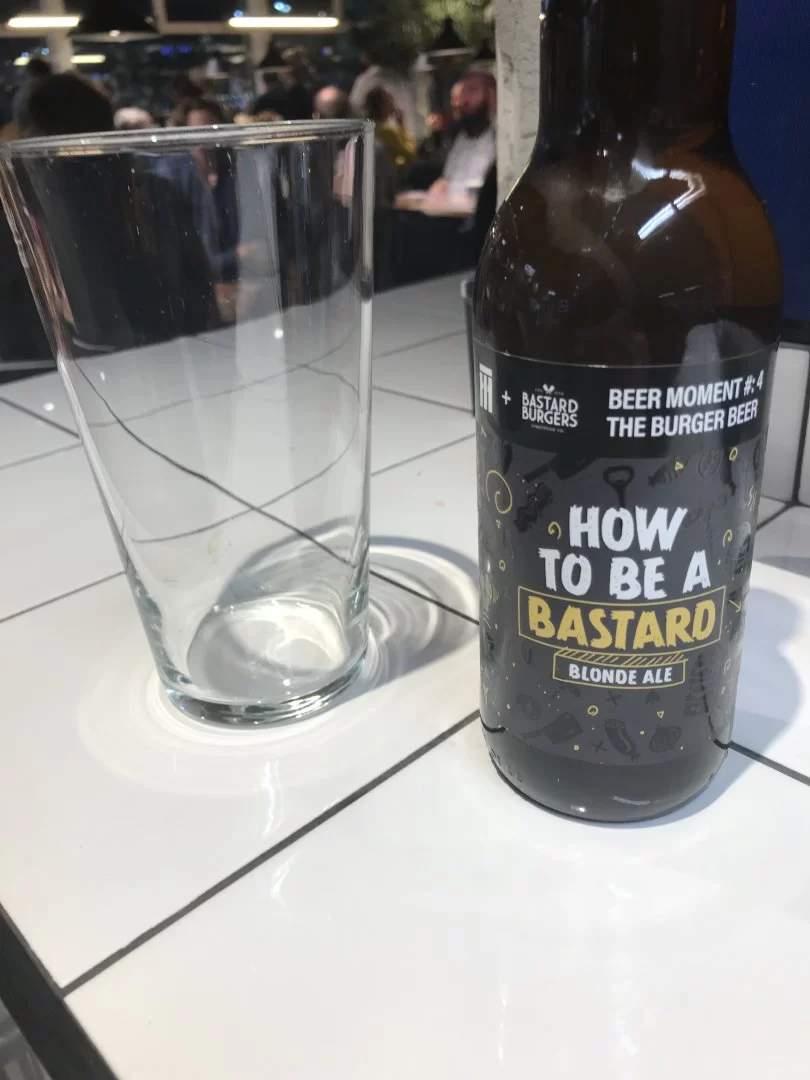 +
BASTARD
BURGERS
BEER MOMENT #: 4
THE BURGER BEER
HOW
TO BE A
BASTARD
BLONDE ALE